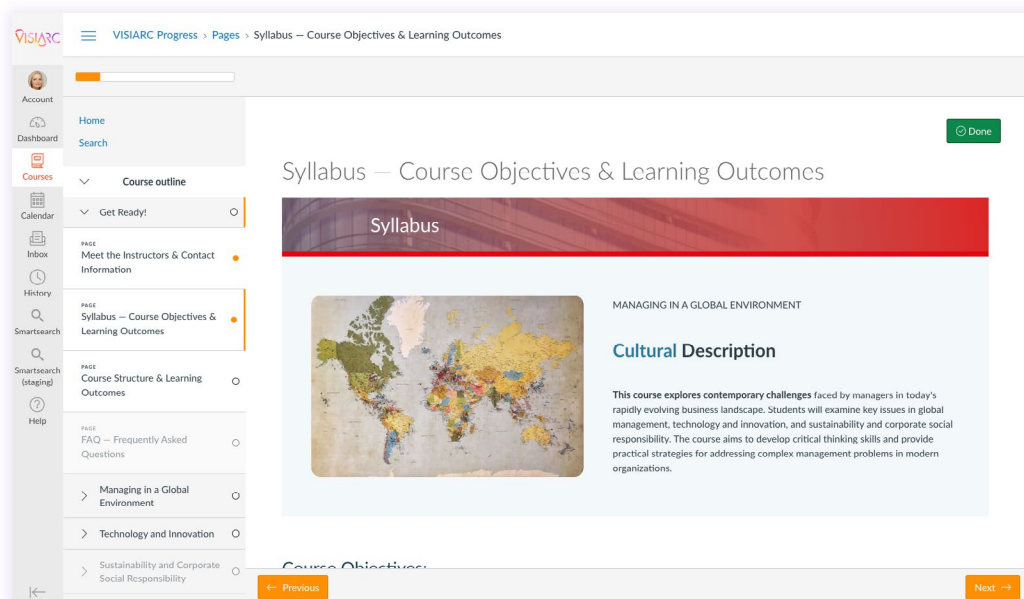 VISIARC
VISIARC Progress › Pages › Syllabus — Course Objectives & Learning Outcomes
Account
Dashboard
Courses
Calendar
Inbox
History
Smartsearch
Smartsearch
(staging)
Help
Home
Search
Course outline
Get Ready!
PAGE
Meet the Instructors & Contact
Information
PAGE
Syllabus — Course Objectives &
Learning Outcomes
PAGE
Course Structure & Learning
Outcomes
PAGE
FAQ — Frequently Asked
Questions
Managing in a Global
Environment
Technology and Innovation
Sustainability and Corporate
Social Responsibility
Done
Syllabus — Course Objectives & Learning Outcomes
Syllabus
MANAGING IN A GLOBAL ENVIRONMENT
Cultural Description
This course explores contemporary challenges faced by managers in today's
rapidly evolving business landscape. Students will examine key issues in global
management, technology and innovation, and sustainability and corporate social
responsibility. The course aims to develop critical thinking skills and provide
practical strategies for addressing complex management problems in modern
organizations.
Course Objectives:
← Previous
Next →